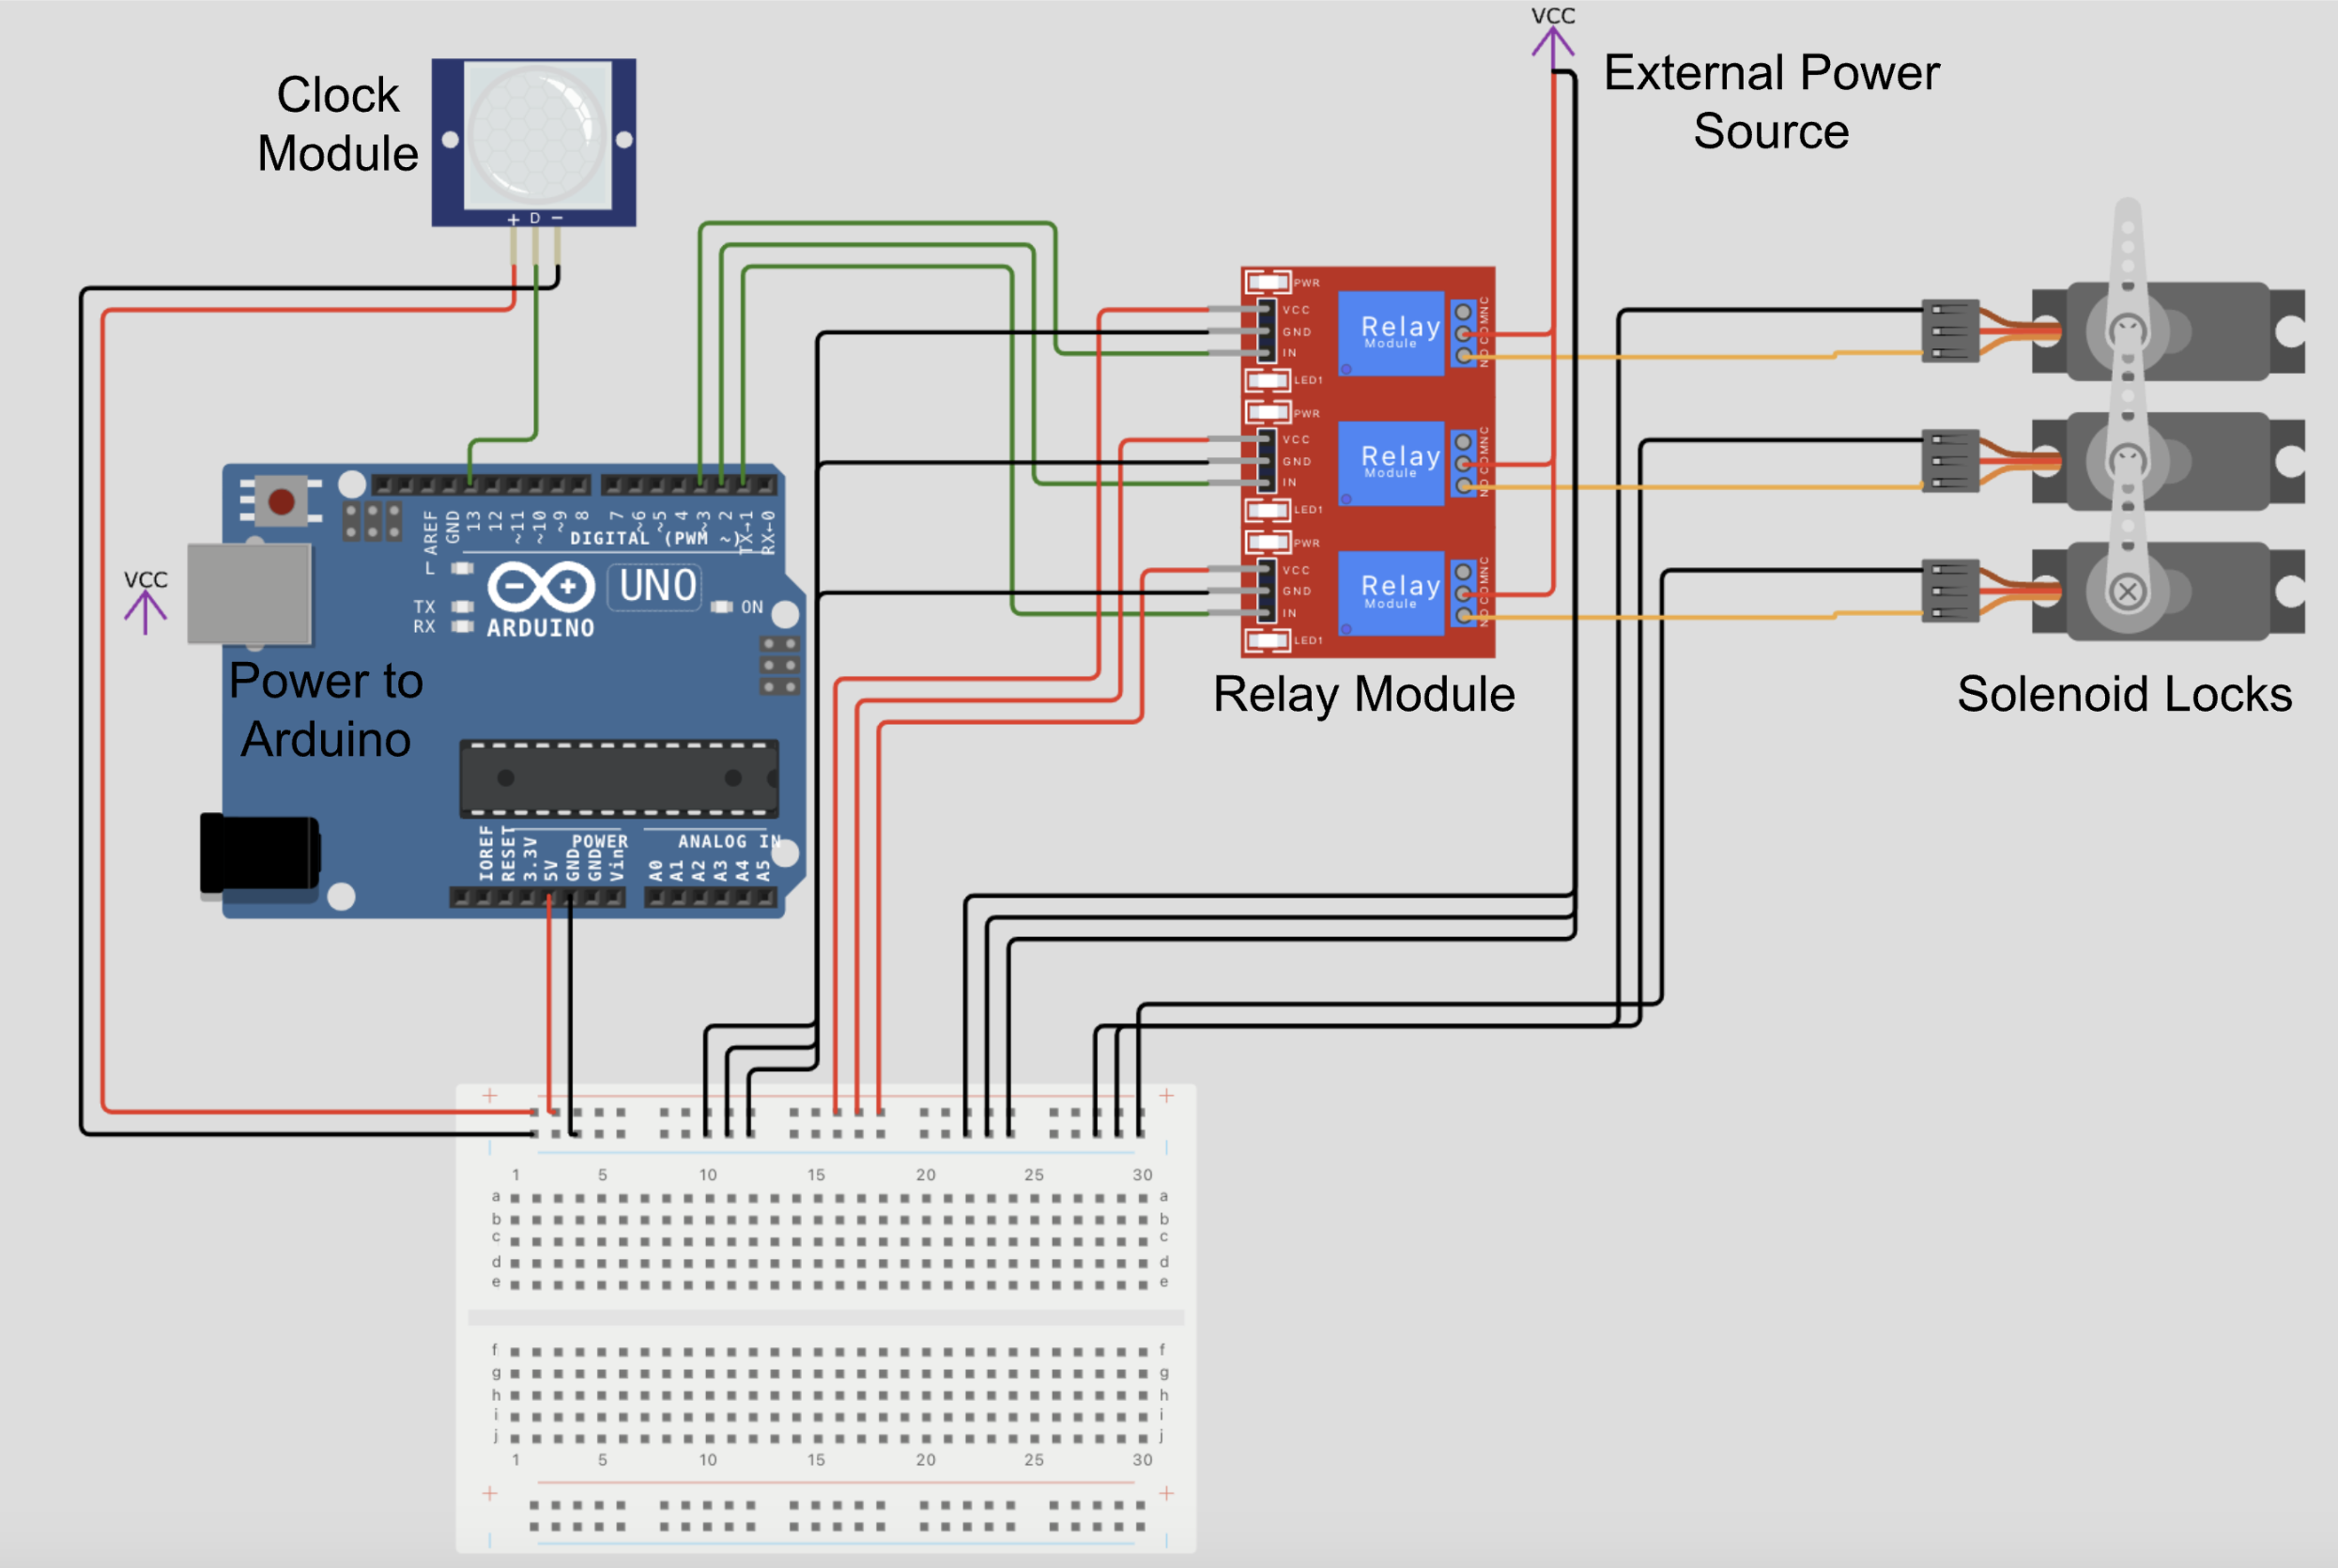 VCC
External Power
Source
Clock
Module
+ D −
PWR
VCC
GND
IN
LED1
Relay
Module
NC
COM
NO
PWR
VCC
GND
IN
LED1
Relay
Module
NC
COM
NO
PWR
VCC
GND
IN
LED1
Relay
Module
NC
COM
NO
Relay Module
Solenoid Locks
AREF
GND
13
12
~11
~10
~9
8
7
~6
~5
4
~3
2
TX→1
RX←0
DIGITAL (PWM ~)
L
TX
RX
UNO
ON
ARDUINO
VCC
Power to
Arduino
POWER
ANALOG IN
IOREF
RESET
3.3V
5V
GND
GND
Vin
A0
A1
A2
A3
A4
A5
+ +
1 5 10 15 20 25 30
a a
b b
c c
d d
e e
f f
g g
h h
i i
j j
1 5 10 15 20 25 30
+ +